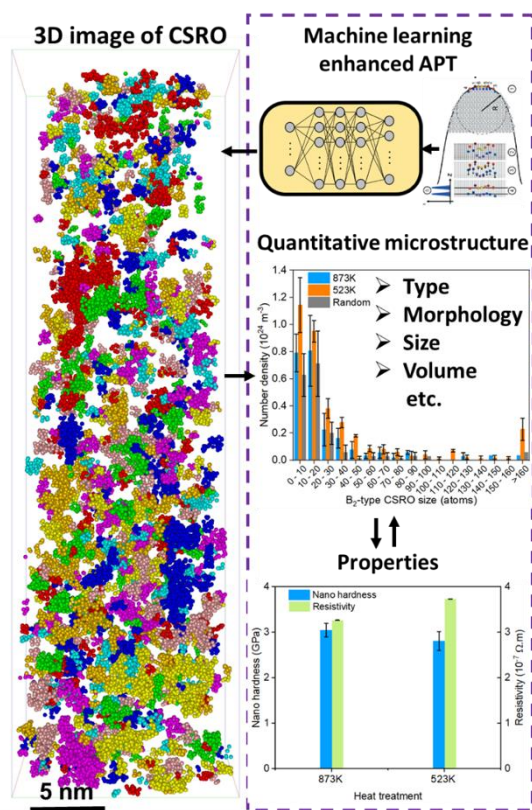 3D image of CSRO
5 nm
Machine learning
enhanced APT
R
Quantitative microstructure
873K
523K
Random
Type
Morphology
Size
Volume
etc.
Number density (10²⁴ m⁻³)
1.4
1.2
1.0
0.8
0.6
0.4
0.2
0.0
0 - 10
10 - 20
20 - 30
30 - 40
40 - 50
50 - 60
60 - 70
70 - 80
80 - 90
90 - 100
100 - 110
110 - 120
120 - 130
130 - 140
140 - 150
150 - 160
>160
B₂-type CSRO size (atoms)
Properties
Nano hardness
Resistivity
Nano hardness (GPa)
4
3
2
1
0
Resistivity (10⁻⁷ Ω.m)
4
3
2
1
0
873K
523K
Heat treatment